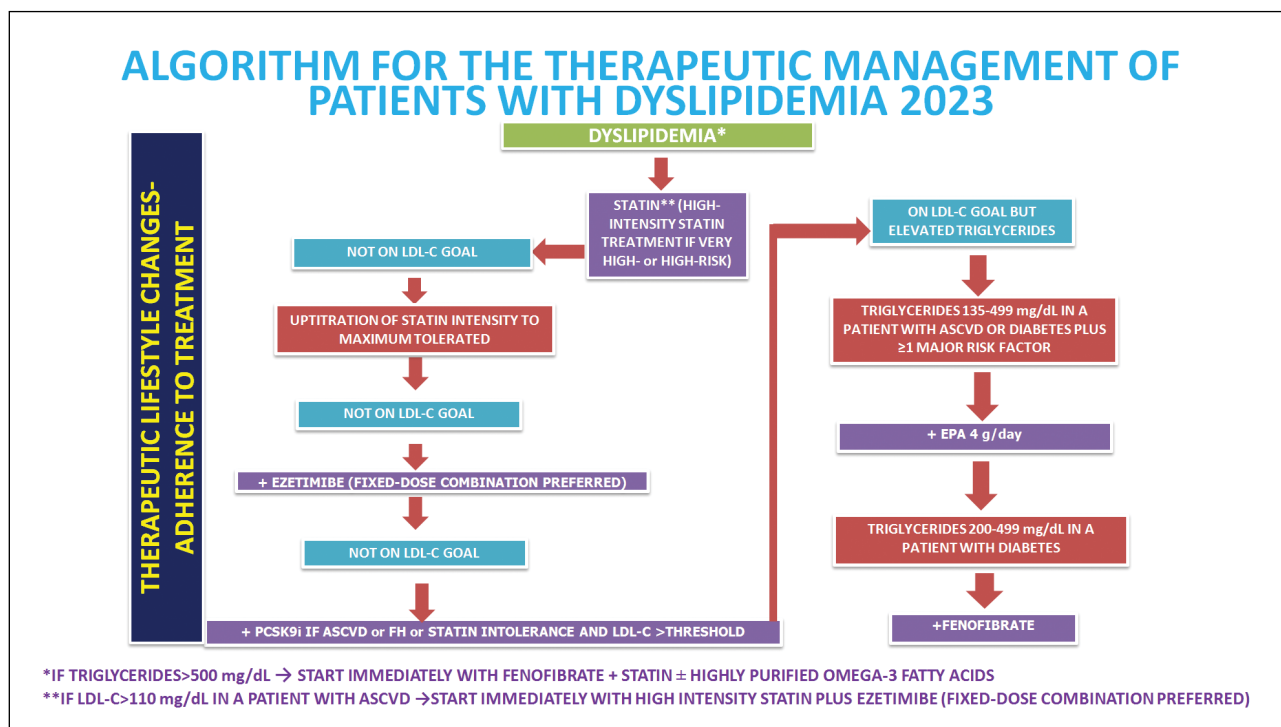 ALGORITHM FOR THE THERAPEUTIC MANAGEMENT OF
PATIENTS WITH DYSLIPIDEMIA 2023
THERAPEUTIC LIFESTYLE CHANGES-
ADHERENCE TO TREATMENT
DYSLIPIDEMIA*
STATIN** (HIGH-
INTENSITY STATIN
TREATMENT IF VERY
HIGH- or HIGH-RISK)
NOT ON LDL-C GOAL
UPTITRATION OF STATIN INTENSITY TO
MAXIMUM TOLERATED
NOT ON LDL-C GOAL
+ EZETIMIBE (FIXED-DOSE COMBINATION PREFERRED)
NOT ON LDL-C GOAL
+ PCSK9i IF ASCVD or FH or STATIN INTOLERANCE AND LDL-C >THRESHOLD
ON LDL-C GOAL BUT
ELEVATED TRIGLYCERIDES
TRIGLYCERIDES 135-499 mg/dL IN A
PATIENT WITH ASCVD OR DIABETES PLUS
≥1 MAJOR RISK FACTOR
+ EPA 4 g/day
TRIGLYCERIDES 200-499 mg/dL IN A
PATIENT WITH DIABETES
+FENOFIBRATE
*IF TRIGLYCERIDES>500 mg/dL → START IMMEDIATELY WITH FENOFIBRATE + STATIN ± HIGHLY PURIFIED OMEGA-3 FATTY ACIDS
**IF LDL-C>110 mg/dL IN A PATIENT WITH ASCVD →START IMMEDIATELY WITH HIGH INTENSITY STATIN PLUS EZETIMIBE (FIXED-DOSE COMBINATION PREFERRED)